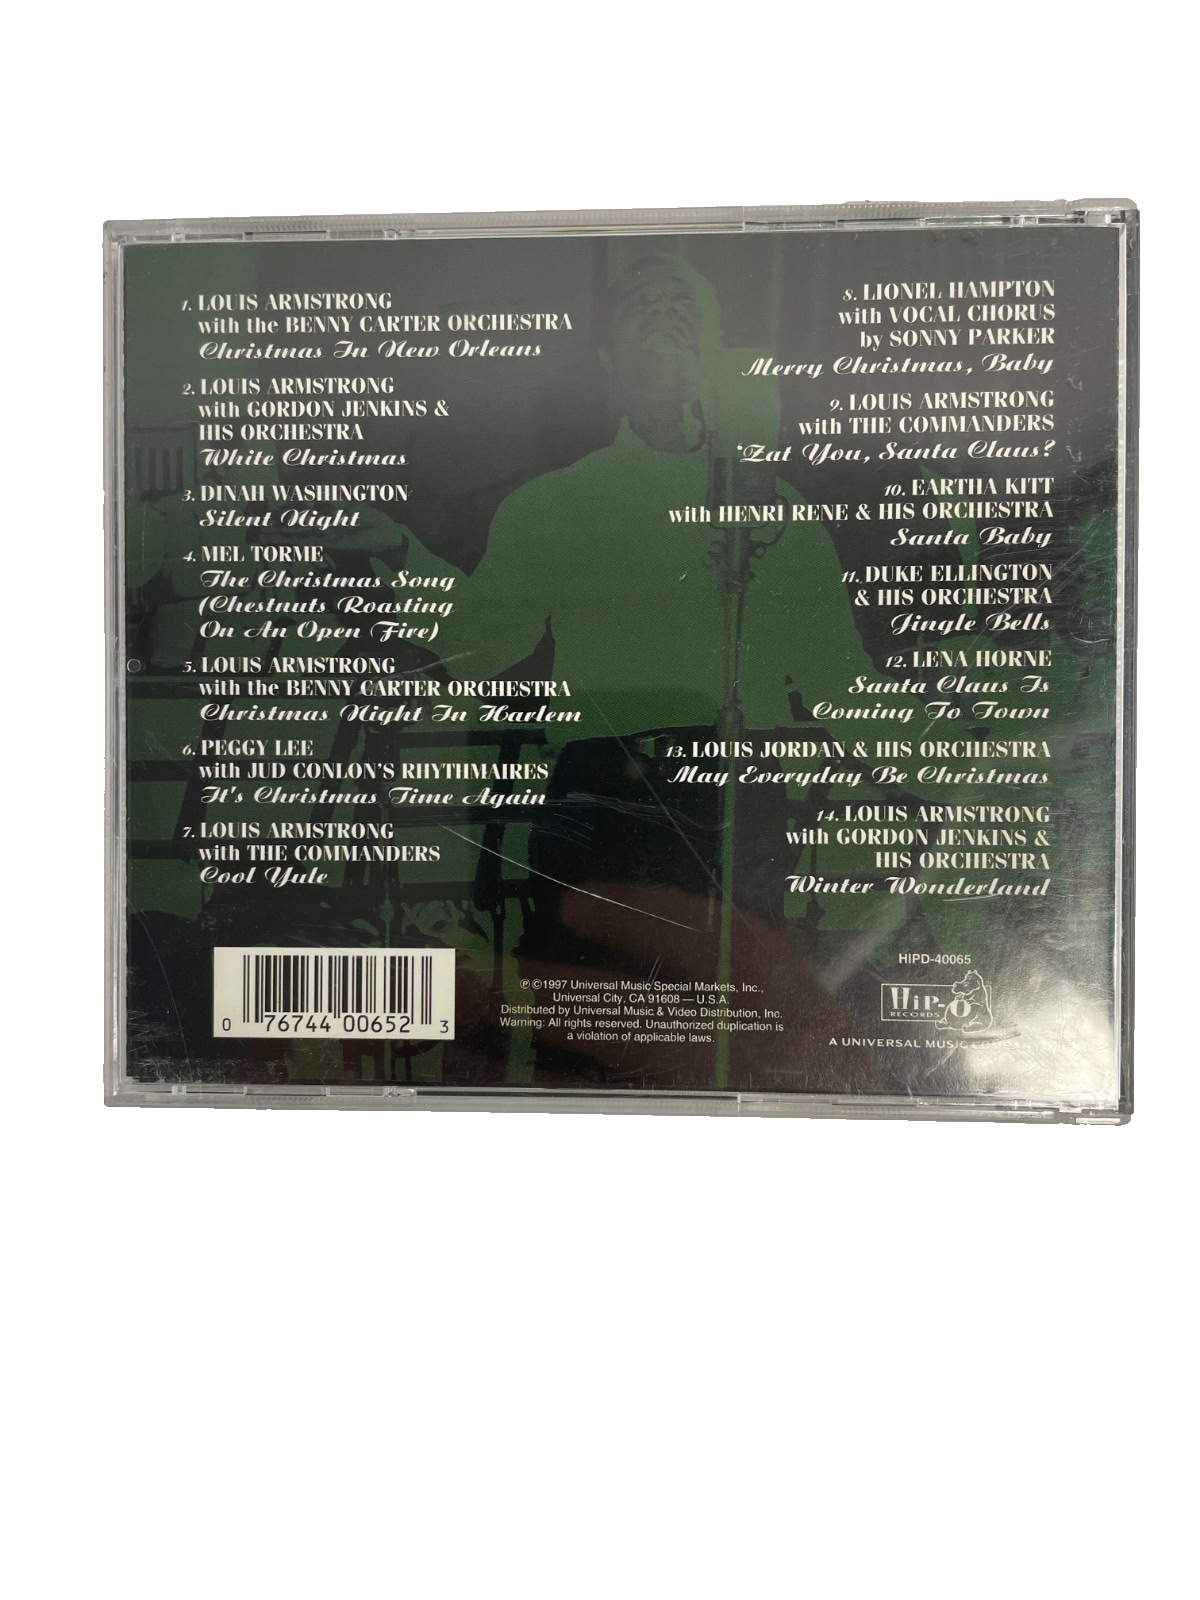 1. LOUIS ARMSTRONG
with the BENNY CARTER ORCHESTRA
Christmas In New Orleans
2. LOUIS ARMSTRONG
with GORDON JENKINS &
HIS ORCHESTRA
White Christmas
3. DINAH WASHINGTON
Silent Night
4. MEL TORME
The Christmas Song
(Chestnuts Roasting
On An Open Fire)
5. LOUIS ARMSTRONG
with the BENNY CARTER ORCHESTRA
Christmas Night In Harlem
6. PEGGY LEE
with JUD CONLON'S RHYTHMAIRES
It's Christmas Time Again
7. LOUIS ARMSTRONG
with THE COMMANDERS
Cool Yule
8. LIONEL HAMPTON
with VOCAL CHORUS
by SONNY PARKER
Merry Christmas, Baby
9. LOUIS ARMSTRONG
with THE COMMANDERS
'Zat You, Santa Claus?
10. EARTHA KITT
with HENRI RENE & HIS ORCHESTRA
Santa Baby
11. DUKE ELLINGTON
& HIS ORCHESTRA
Jingle Bells
12. LENA HORNE
Santa Claus Is
Coming To Town
13. LOUIS JORDAN & HIS ORCHESTRA
May Everyday Be Christmas
14. LOUIS ARMSTRONG
with GORDON JENKINS &
HIS ORCHESTRA
Winter Wonderland
0 76744 00652 3
℗ ©1997 Universal Music Special Markets, Inc.,
Universal City, CA 91608 — U.S.A.
Distributed by Universal Music & Video Distribution, Inc.
Warning: All rights reserved. Unauthorized duplication is
a violation of applicable laws.
HIPD-40065
HIP-O
RECORDS
A UNIVERSAL MUSIC